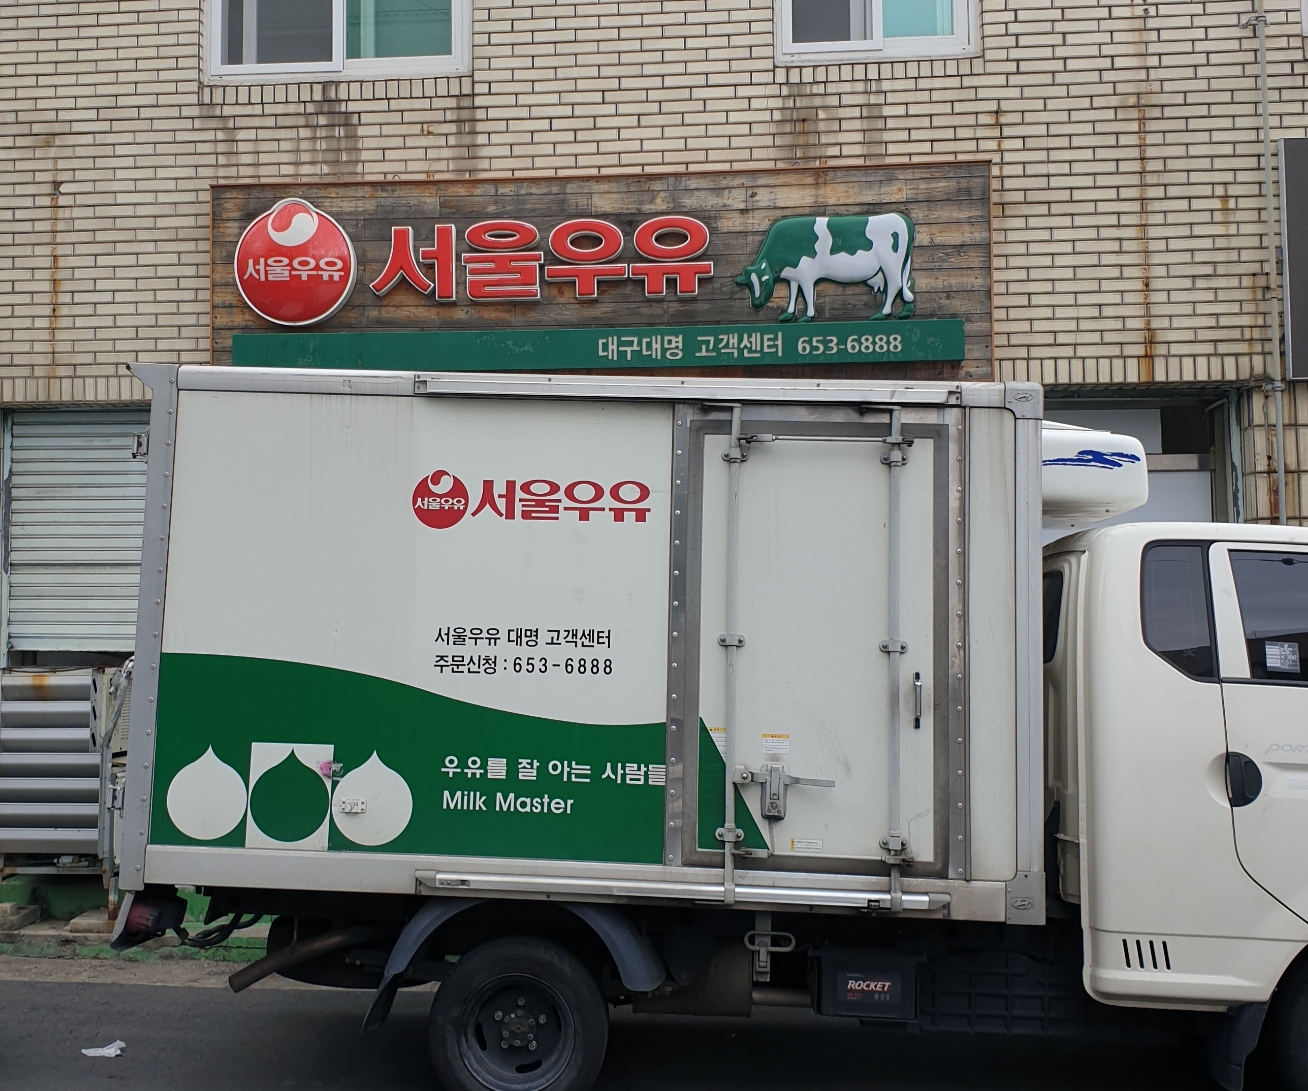 서울우유
서울우유
대구대명 고객센터 653-6888
서울우유
서울우유
서울우유 대명 고객센터
주문신청 : 653-6888
우유를 잘 아는 사람들
Milk Master
ROCKET